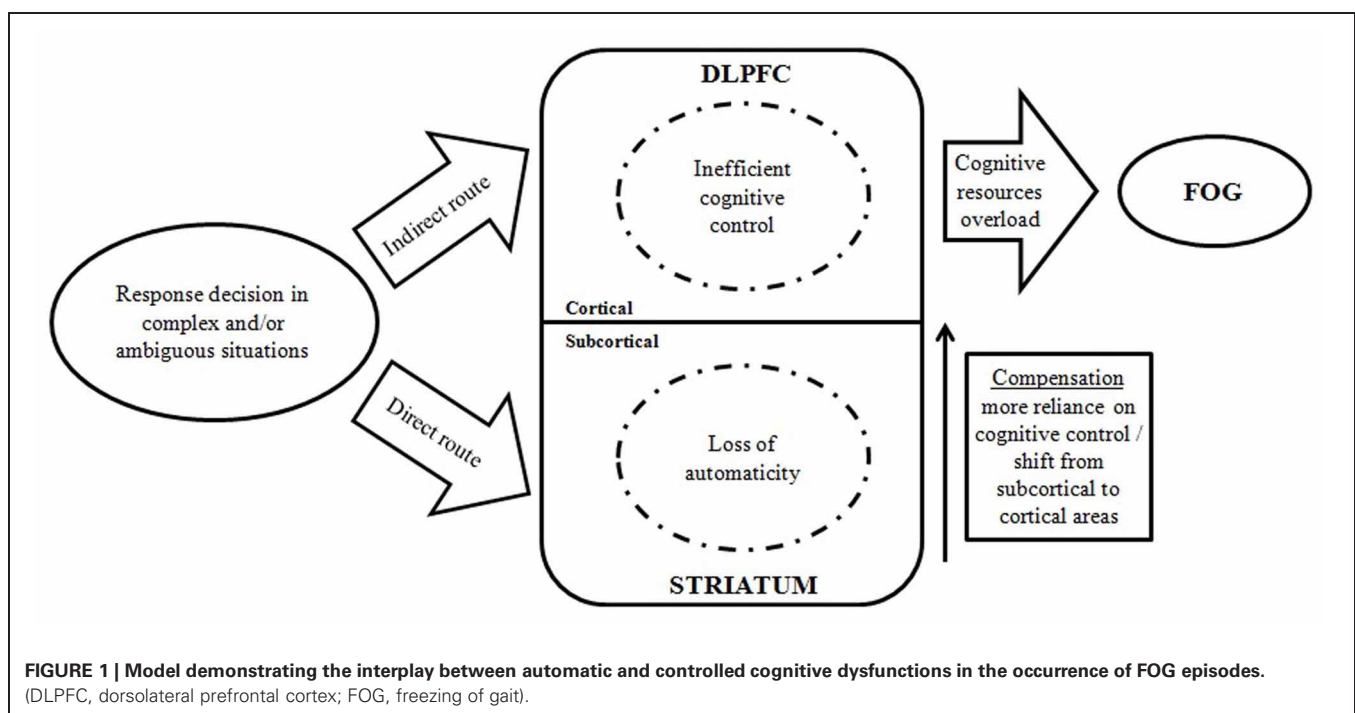 DLPFC
Inefficient
cognitive
control
Cortical
Subcortical
Loss of
automaticity
STRIATUM
Response decision in
complex and/or
ambiguous situations
Indirect route
Direct route
Cognitive
resources
overload
FOG
Compensation
more reliance on
cognitive control /
shift from
subcortical to
cortical areas
FIGURE 1 | Model demonstrating the interplay between automatic and controlled cognitive dysfunctions in the occurrence of FOG episodes.
(DLPFC, dorsolateral prefrontal cortex; FOG, freezing of gait).